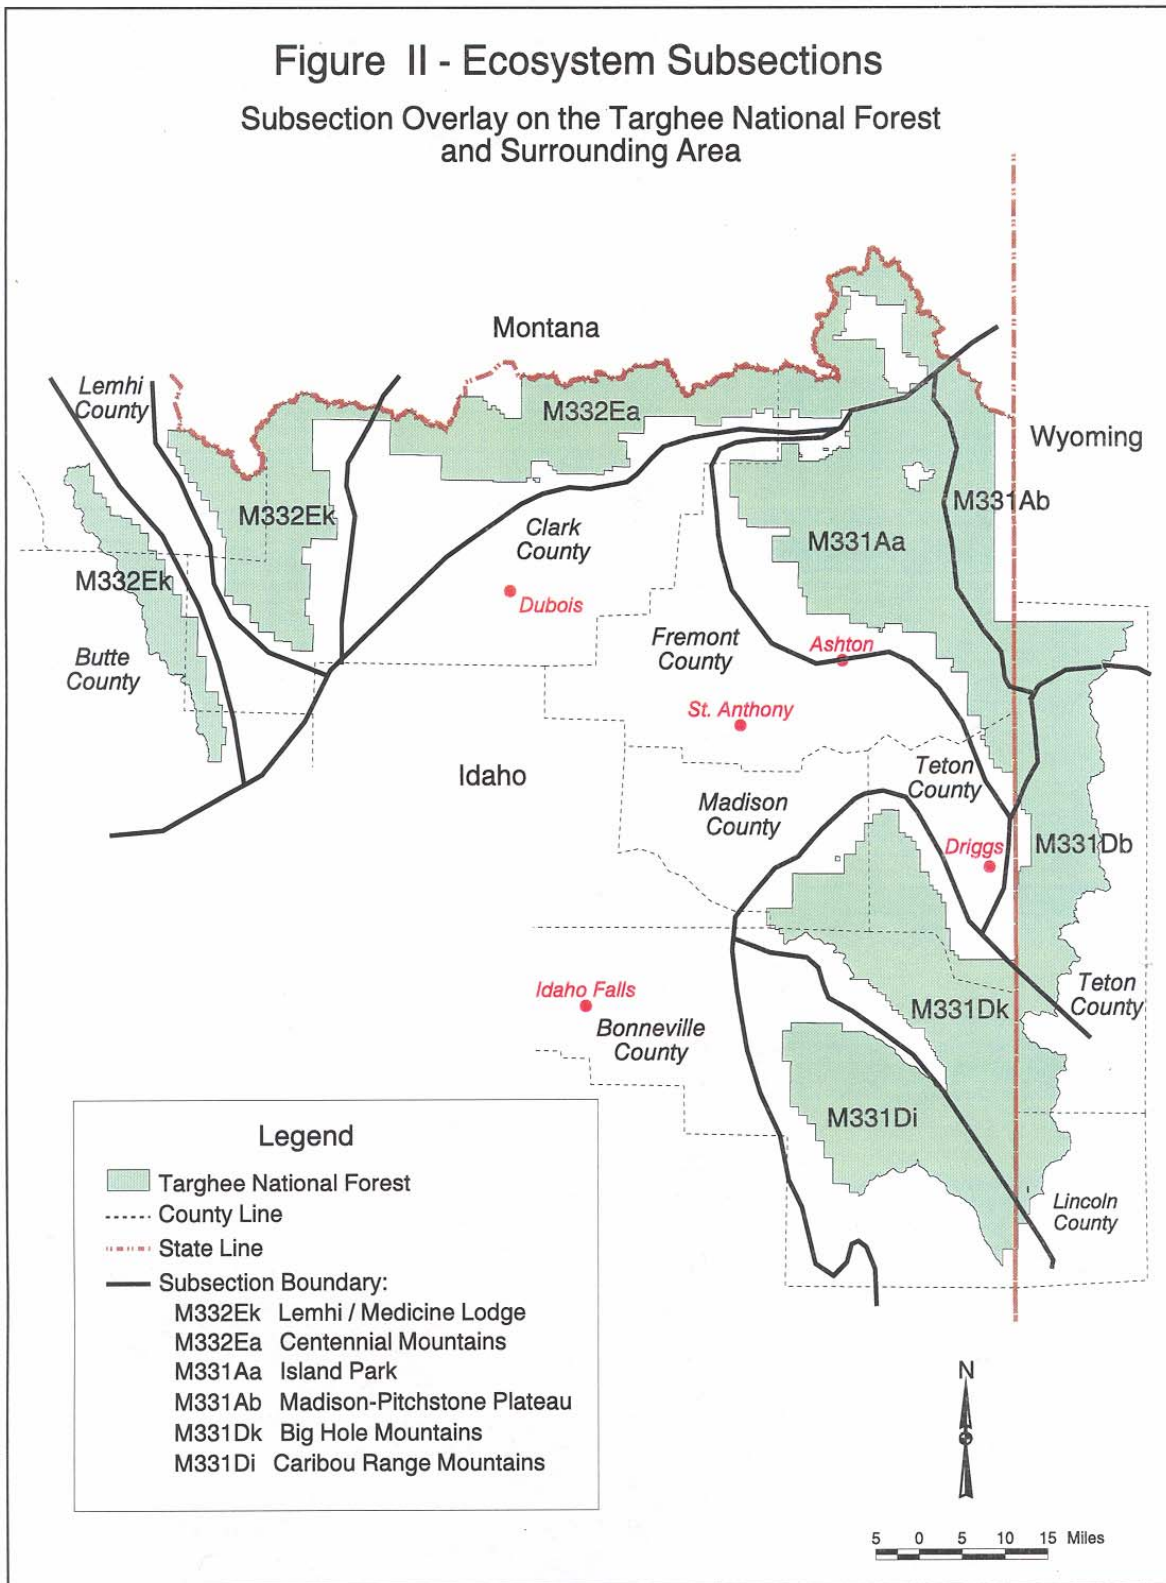 Figure II - Ecosystem Subsections
Subsection Overlay on the Targhee National Forest
and Surrounding Area
Montana
Lemhi
County
M332Ea
Wyoming
M332Ek
M331Ab
Clark
County
M331Aa
M332Ek
Dubois
Fremont
County
Ashton
Butte
County
St. Anthony
Idaho
Teton
County
Madison
County
Driggs
M331Db
Idaho Falls
Teton
County
M331Dk
Bonneville
County
M331Di
Lincoln
County
Legend
Targhee National Forest
County Line
State Line
Subsection Boundary:
M332Ek Lemhi / Medicine Lodge
M332Ea Centennial Mountains
M331Aa Island Park
M331Ab Madison-Pitchstone Plateau
M331Dk Big Hole Mountains
M331Di Caribou Range Mountains
N
5 0 5 10 15 Miles